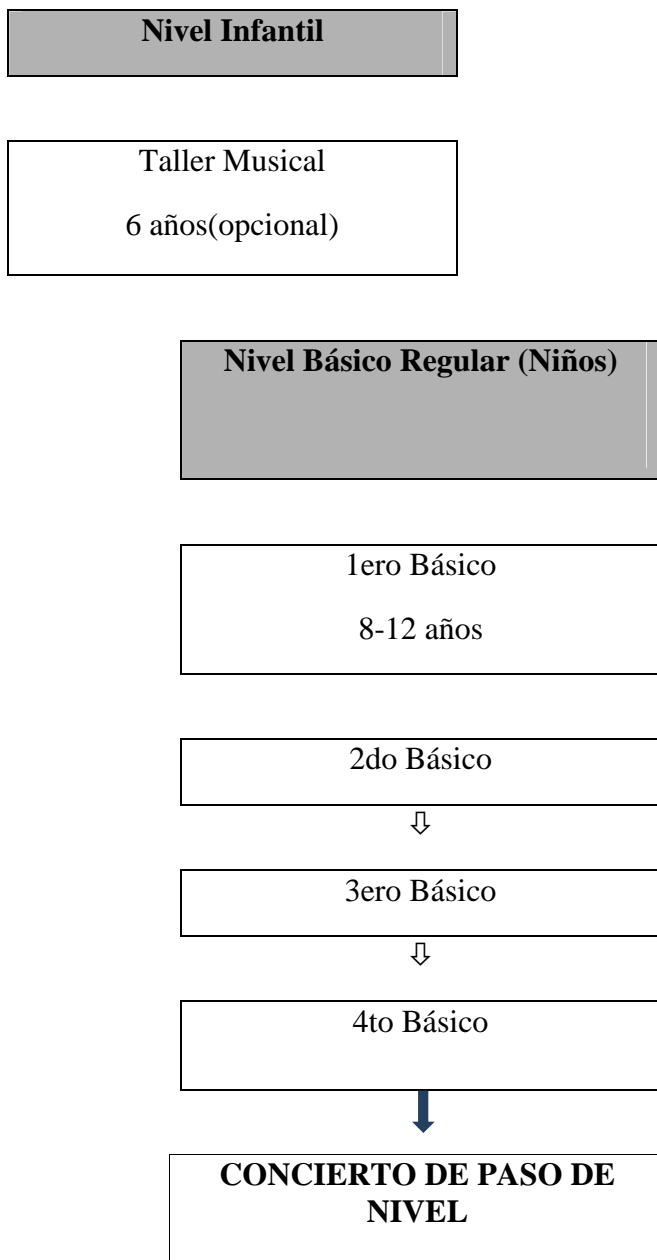 Nivel Infantil
Taller Musical
6 años(opcional)
Nivel Básico Regular (Niños)
1ero Básico
8-12 años
2do Básico
3ero Básico
4to Básico
CONCIERTO DE PASO DE
NIVEL